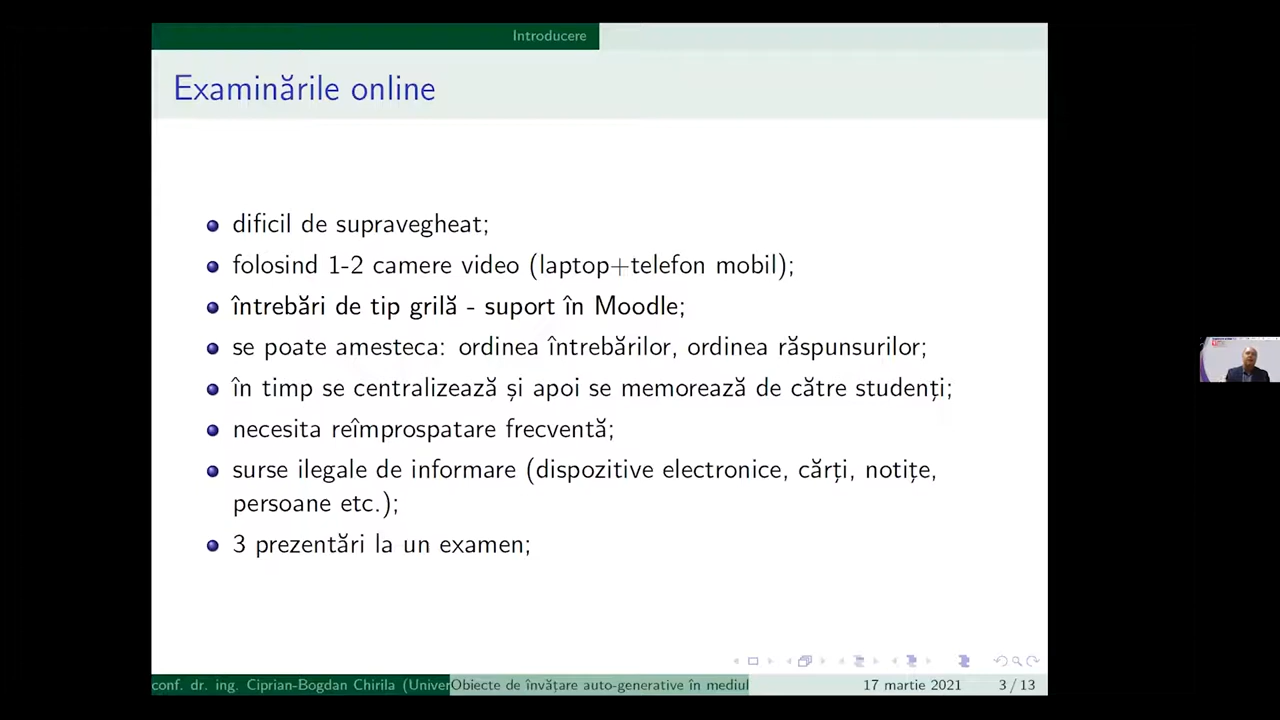 Introducere
Examinările online
dificil de supravegheat;
folosind 1-2 camere video (laptop+telefon mobil);
întrebări de tip grilă - suport în Moodle;
se poate amesteca: ordinea întrebărilor, ordinea răspunsurilor;
în timp se centralizează și apoi se memorează de către studenți;
necesita reîmprospatare frecventă;
surse ilegale de informare (dispozitive electronice, cărți, notițe,
persoane etc.);
3 prezentări la un examen;
conf. dr. ing. Ciprian-Bogdan Chirila (Univer Obiecte de învățare auto-generative în mediul 17 martie 2021 3 / 13